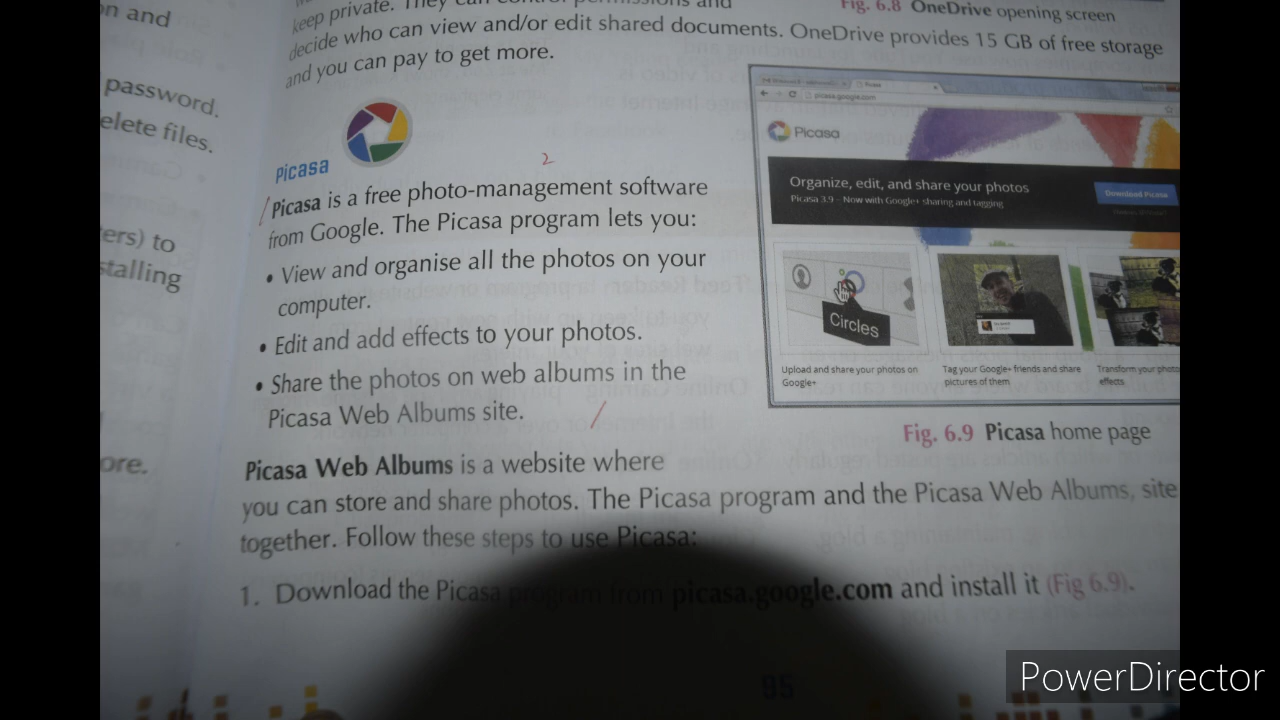 on and
password.
elete files.
ers) to
stalling
ore.
keep private. They can control permissions and
decide who can view and/or edit shared documents. OneDrive provides 15 GB of free storage
and you can pay to get more.
Fig. 6.8 OneDrive opening screen
Picasa
2
Picasa is a free photo-management software
from Google. The Picasa program lets you:
• View and organise all the photos on your
computer.
• Edit and add effects to your photos.
• Share the photos on web albums in the
Picasa Web Albums site.
picasa.google.com
Picasa
Organize, edit, and share your photos
Picasa 3.9 – Now with Google+ sharing and tagging
Download Picasa
Circles
Upload and share your photos on
Google+
Tag your Google+ friends and share
pictures of them
Transform your photo
effects
Fig. 6.9 Picasa home page
Picasa Web Albums is a website where
you can store and share photos. The Picasa program and the Picasa Web Albums, site
together. Follow these steps to use Picasa:
1. Download the Picasa program from picasa.google.com and install it (Fig 6.9).
95
PowerDirector